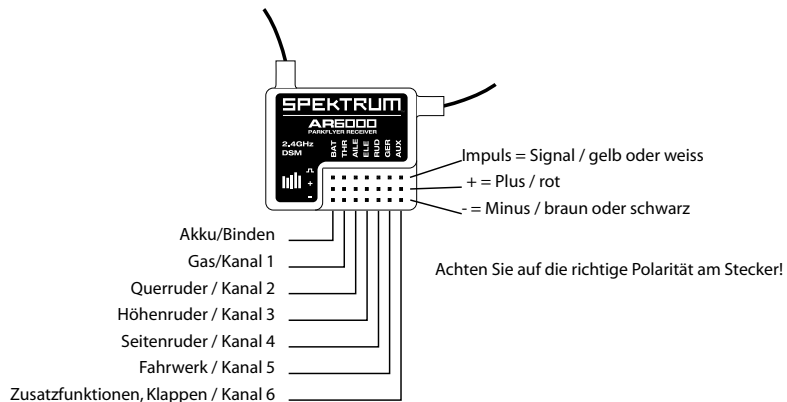 SPEKTRUM
AR6000
PARKFLYER RECEIVER
2.4GHz
DSM
BAT
THR
AILE
ELE
RUD
GER
AUX
+
-
Impuls = Signal / gelb oder weiss
+ = Plus / rot
- = Minus / braun oder schwarz
Akku/Binden
Gas/Kanal 1
Querruder / Kanal 2
Höhenruder / Kanal 3
Seitenruder / Kanal 4
Fahrwerk / Kanal 5
Zusatzfunktionen, Klappen / Kanal 6
Achten Sie auf die richtige Polarität am Stecker!